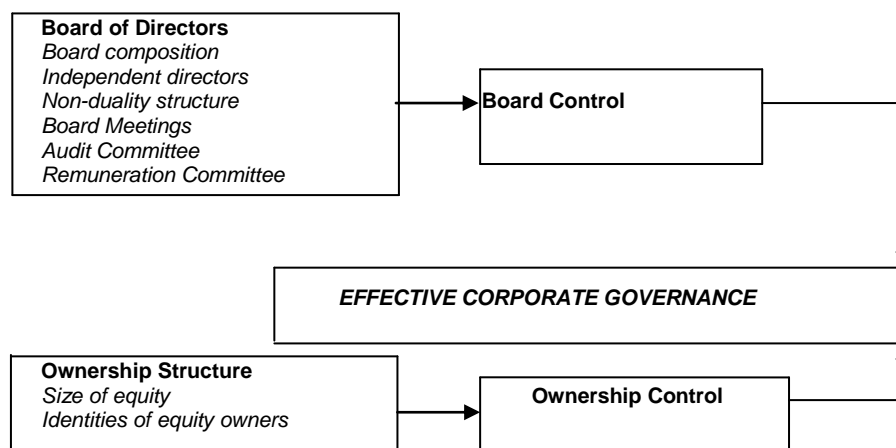 Board of Directors
Board composition
Independent directors
Non-duality structure
Board Meetings
Audit Committee
Remuneration Committee
Board Control
EFFECTIVE CORPORATE GOVERNANCE
Ownership Structure
Size of equity
Identities of equity owners
Ownership Control